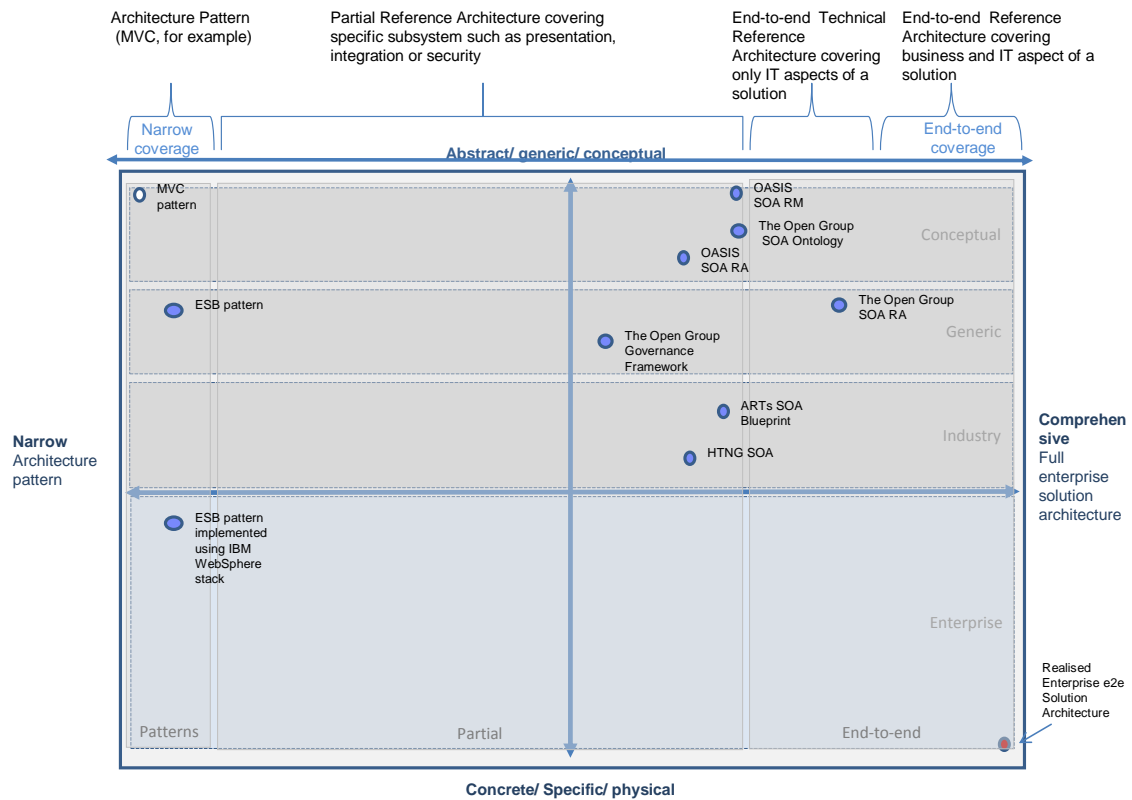 Architecture Pattern
(MVC, for example)
Partial Reference Architecture covering
specific subsystem such as presentation,
integration or security
End-to-end Technical
Reference
Architecture covering
only IT aspects of a
solution
End-to-end Reference
Architecture covering
business and IT aspect of a
solution
Narrow
coverage
End-to-end
coverage
Abstract/ generic/ conceptual
MVC
pattern
OASIS
SOA RM
The Open Group
SOA Ontology
OASIS
SOA RA
Conceptual
ESB pattern
The Open Group
SOA RA
The Open Group
Governance
Framework
Generic
ARTs SOA
Blueprint
HTNG SOA
Industry
Narrow
Architecture
pattern
Comprehen
sive
Full
enterprise
solution
architecture
ESB pattern
implemented
using IBM
WebSphere
stack
Enterprise
Realised
Enterprise e2e
Solution
Architecture
Patterns
Partial
End-to-end
Concrete/ Specific/ physical